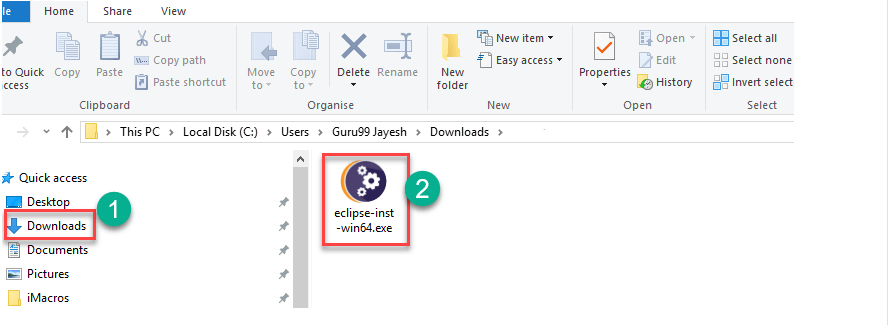 le Home Share View
to Quick access
Copy
Paste
Cut
Copy path
Paste shortcut
Clipboard
Move to
Copy to
Delete
Rename
Organise
New folder
New item
Easy access
New
Properties
Open
Edit
History
Open
Select all
Select none
Invert select
Select
This PC > Local Disk (C:) > Users > Guru99 Jayesh > Downloads >
Quick access
Desktop
Downloads
Documents
Pictures
iMacros
1
eclipse-inst
-win64.exe
2